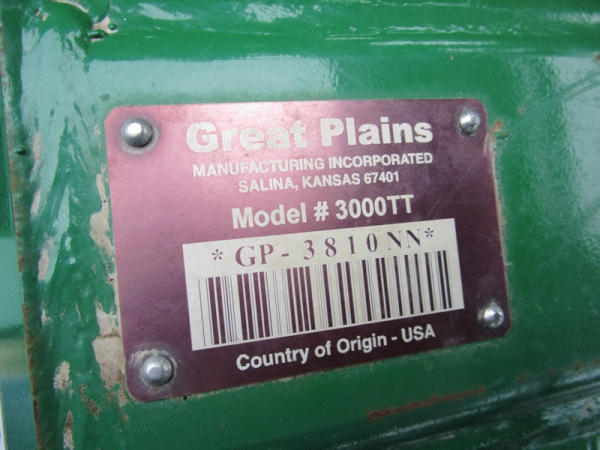 Great Plains
MANUFACTURING INCORPORATED
SALINA, KANSAS 67401
Model # 3000TT
*GP-3810NN*
Country of Origin - USA